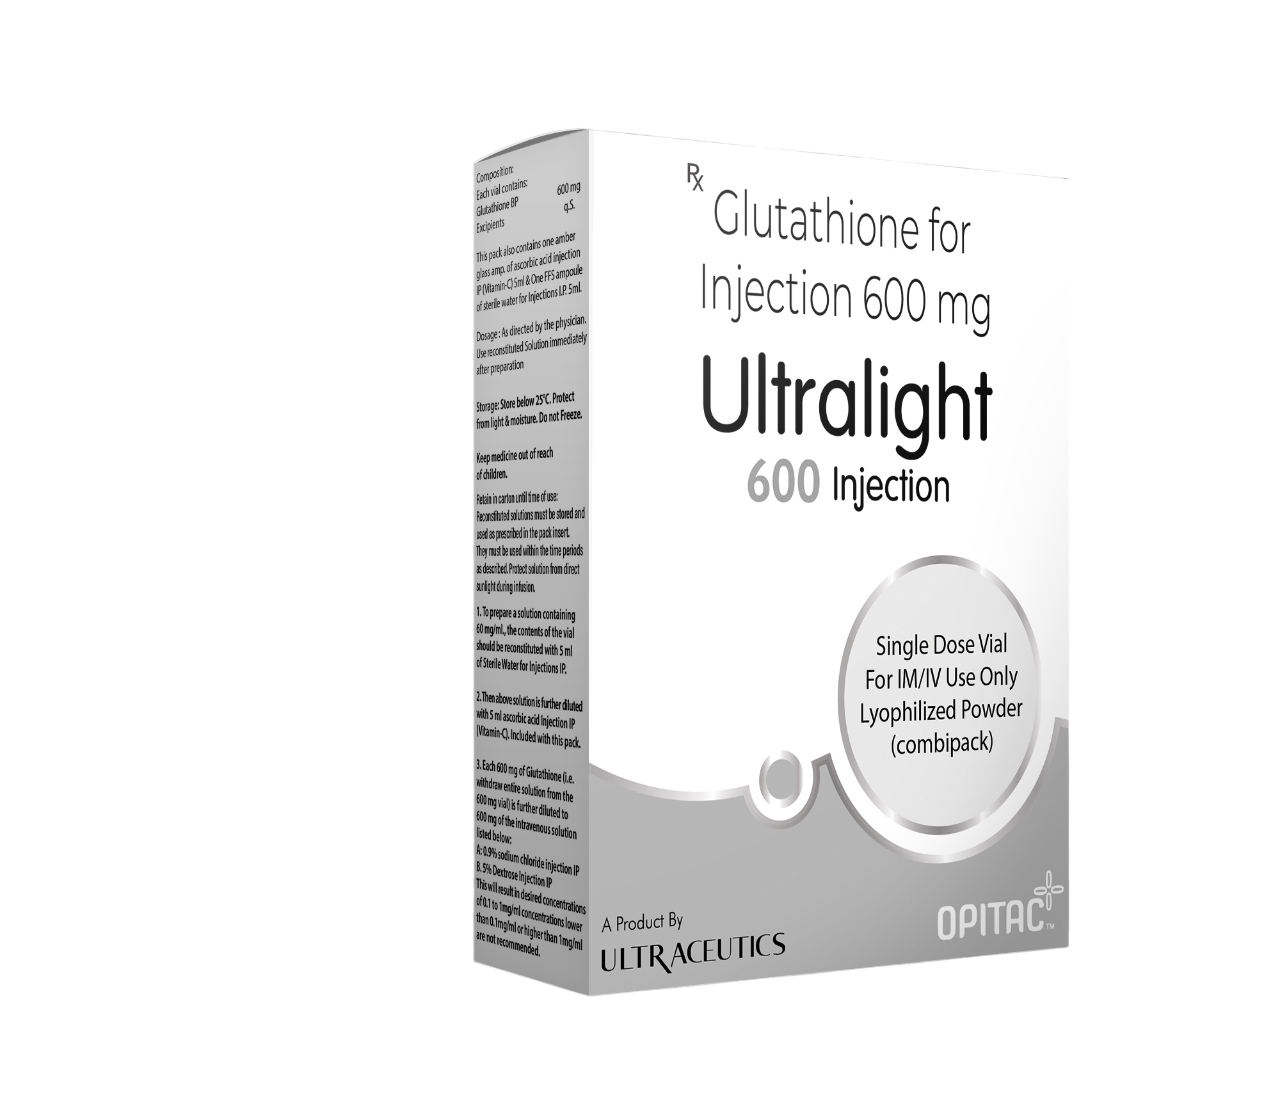 Composition:
Each vial contains:
Glutathione BP 600 mg
Excipients q.S.
This pack also contains one amber
glass amp. of ascorbic acid injection
IP (Vitamin-C) 5ml & One FFS ampoule
of sterile water for Injections I.P. 5ml.
Dosage : As directed by the physician.
Use reconstituted Solution immediately
after preparation
Storage: Store below 25°C. Protect
from light & moisture. Do not Freeze.
Keep medicine out of reach
of children.
Retain in carton until time of use:
Reconstituted solutions must be stored and
used as prescribed in the pack insert.
They must be used within the time periods
as described. Protect solution from direct
sunlight during infusion.
1. To prepare a solution containing
60 mg/ml., the contents of the vial
should be reconstituted with 5 ml
of Sterile Water for Injections IP.
2. Then above solution is further diluted
with 5 ml ascorbic acid Injection IP
(Vitamin-C). Included with this pack.
3. Each 600 mg of Glutathione (i.e.
withdraw entire solution from the
600 mg vial) is further diluted to
600 mg of the intravenous solution
listed below:
A: 0.9% sodium chloride injection IP
B. 5% Dextrose Injection IP
This will result in desired concentrations
of 0.1 to 1mg/ml concentrations lower
than 0.1mg/ml or higher than 1mg/ml
are not recommended.
Rx
Glutathione for
Injection 600 mg
Ultralight
600 Injection
Single Dose Vial
For IM/IV Use Only
Lyophilized Powder
(combipack)
A Product By
ULTRACEUTICS
OPITAC™